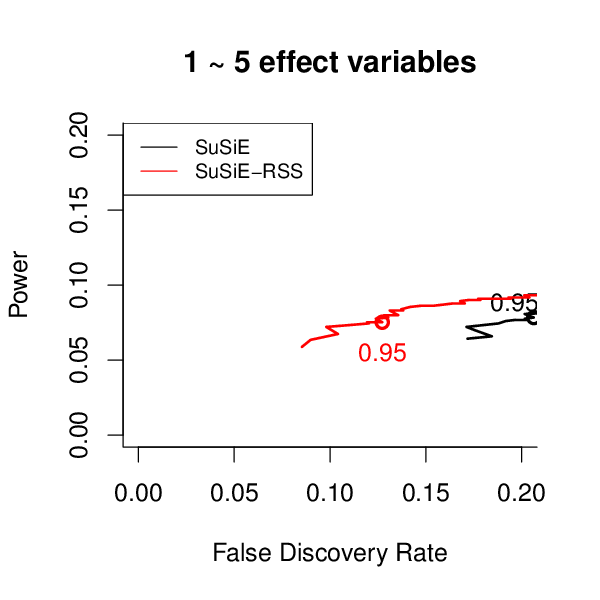 1 ~ 5 effect variables
SuSiE
SuSiE−RSS
Power
0.20
0.15
0.10
0.05
0.00
0.95
0.95
0.00 0.05 0.10 0.15 0.20
False Discovery Rate